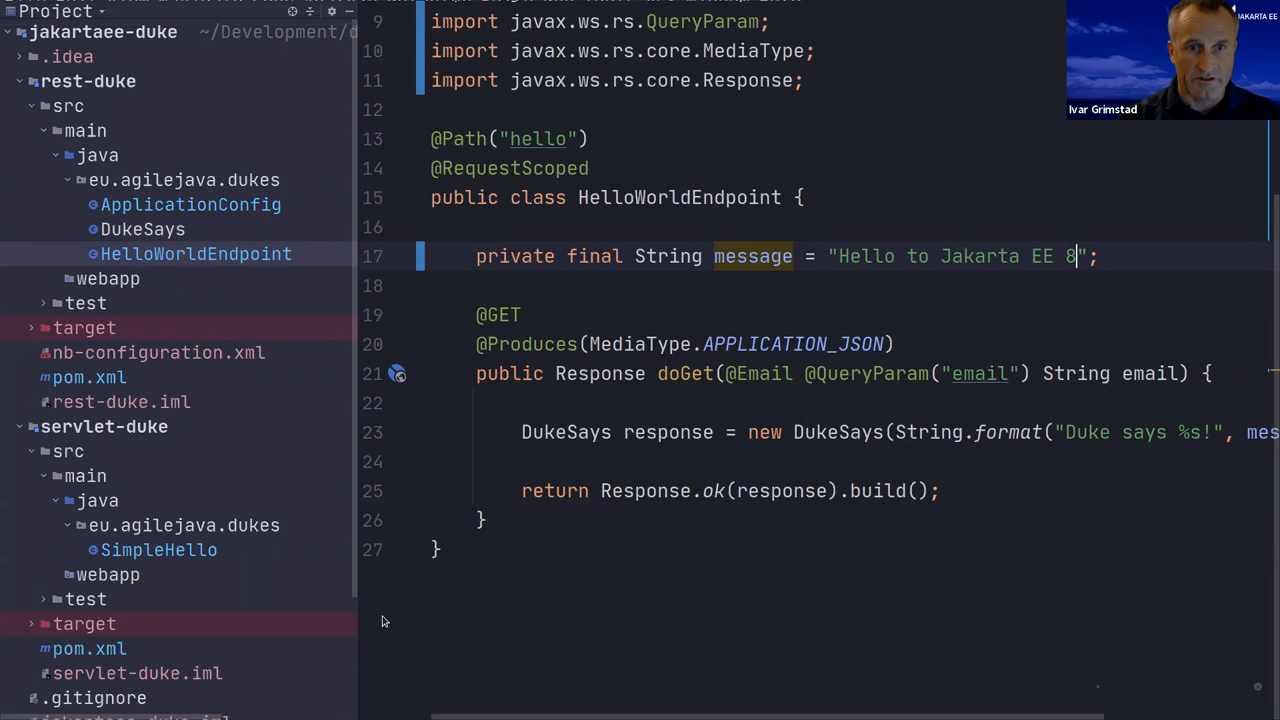 Project
jakartaee-duke ~/Development/d
.idea
rest-duke
src
main
java
eu.agilejava.dukes
ApplicationConfig
DukeSays
HelloWorldEndpoint
webapp
test
target
nb-configuration.xml
pom.xml
rest-duke.iml
servlet-duke
src
main
java
eu.agilejava.dukes
SimpleHello
webapp
test
target
pom.xml
servlet-duke.iml
.gitignore
9 import javax.ws.rs.QueryParam;
10 import javax.ws.rs.core.MediaType;
11 import javax.ws.rs.core.Response;
12
13 @Path("hello")
14 @RequestScoped
15 public class HelloWorldEndpoint {
16
17 private final String message = "Hello to Jakarta EE 8";
18
19 @GET
20 @Produces(MediaType.APPLICATION_JSON)
21 public Response doGet(@Email @QueryParam("email") String email) {
22
23 DukeSays response = new DukeSays(String.format("Duke says %s!", mes
24
25 return Response.ok(response).build();
26 }
27 }
JAKARTA EE
Ivar Grimstad